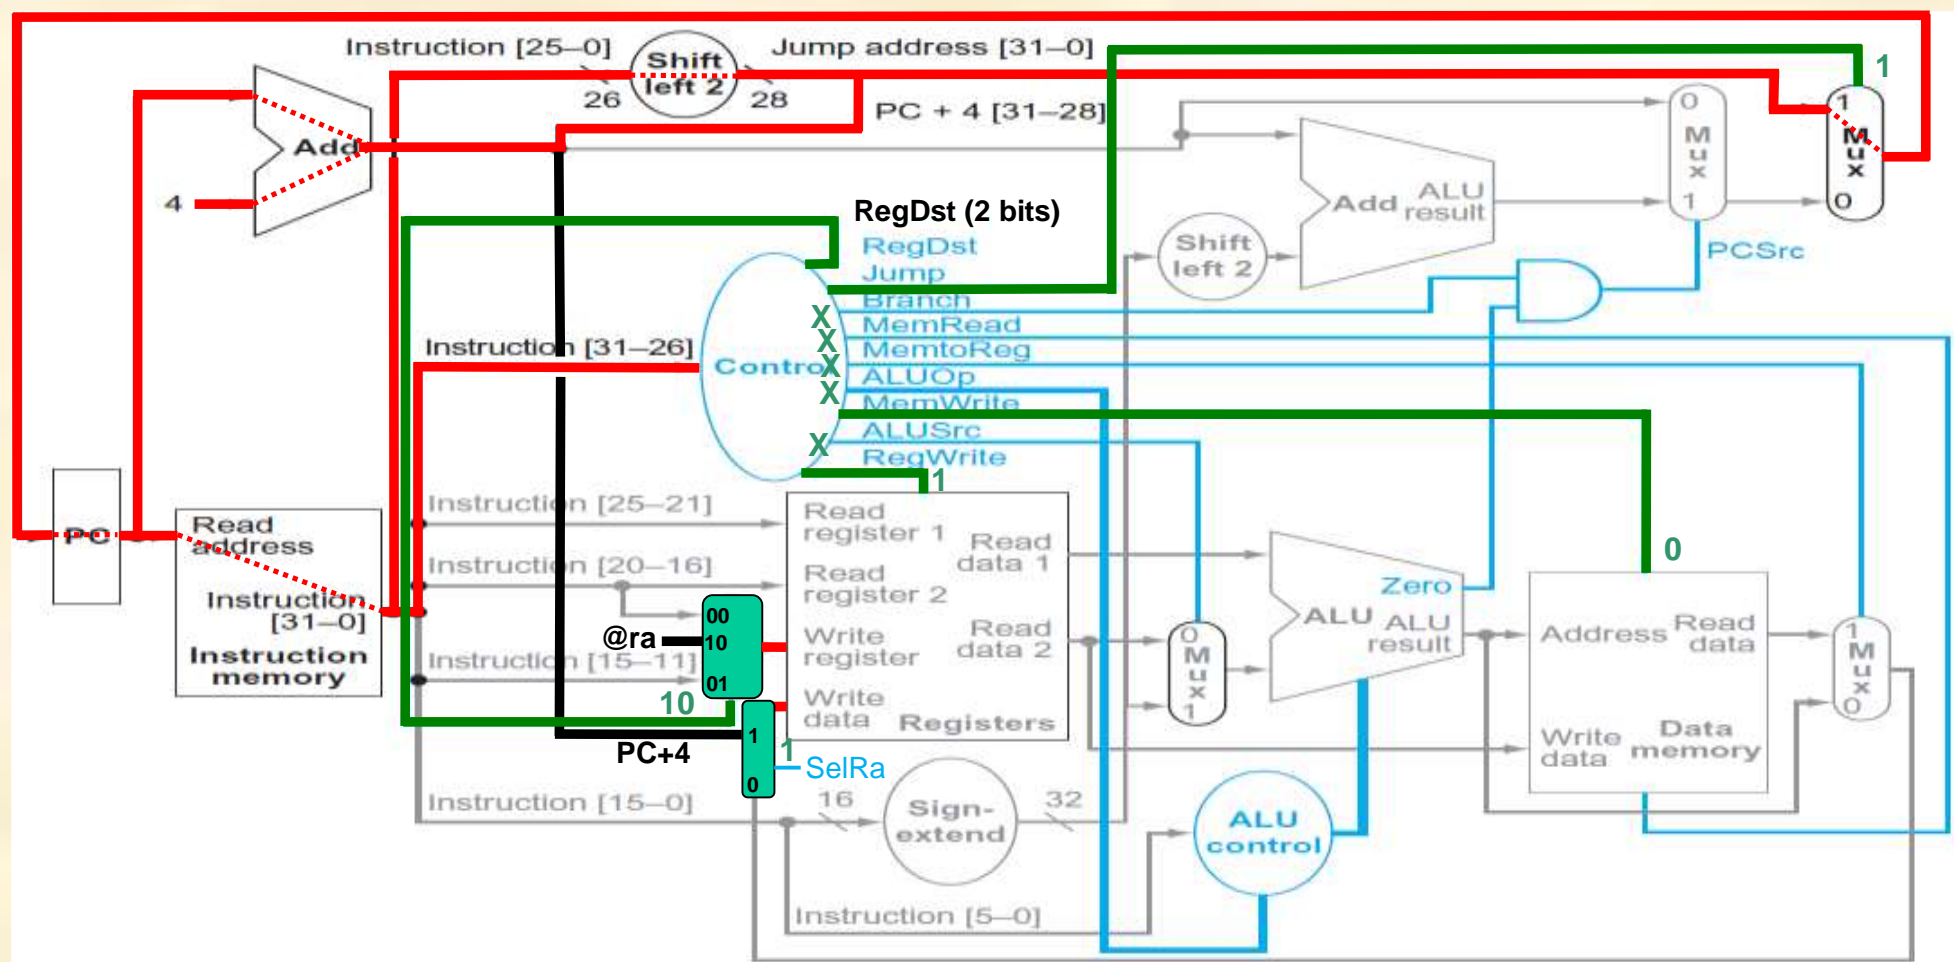 Instruction [25–0]
Shift
left 2
Jump address [31–0]
26
28
PC + 4 [31–28]
1
Add
4
0
M
u
x
1
1
M
u
x
0
Add
ALU
result
Shift
left 2
PCSrc
RegDst (2 bits)
RegDst
Jump
Branch
MemRead
MemtoReg
ALUOp
MemWrite
ALUSrc
RegWrite
X
X
X
X
X
Control
Instruction [31–26]
1
PC
Read
address
Instruction
[31–0]
Instruction
memory
Instruction [25–21]
Instruction [20–16]
Instruction [15–11]
Instruction [15–0]
@ra
00
10
01
10
PC+4
1
0
1
SelRa
Read
register 1
Read
register 2
Write
register
Write
data
Read
data 1
Read
data 2
Registers
0
M
u
x
1
Zero
ALU
ALU
result
0
Address
Read
data
Write
data
Data
memory
1
M
u
x
0
16
Sign-
extend
32
ALU
control
Instruction [5–0]